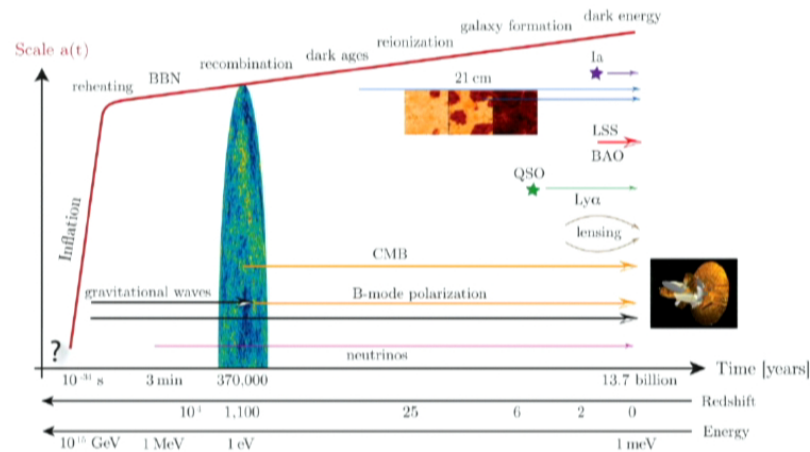 dark energy
galaxy formation
reionization
dark ages
recombination
BBN
reheating
Scale a(t)
Ia
21 cm
LSS
BAO
QSO
Lyα
lensing
Inflation
CMB
gravitational waves
B-mode polarization
?
neutrinos
10⁻³⁴ s 3 min 370,000 13.7 billion Time [years]
1,100 25 6 2 0 Redshift
10¹⁵ GeV 1 MeV 1 eV 1 meV Energy